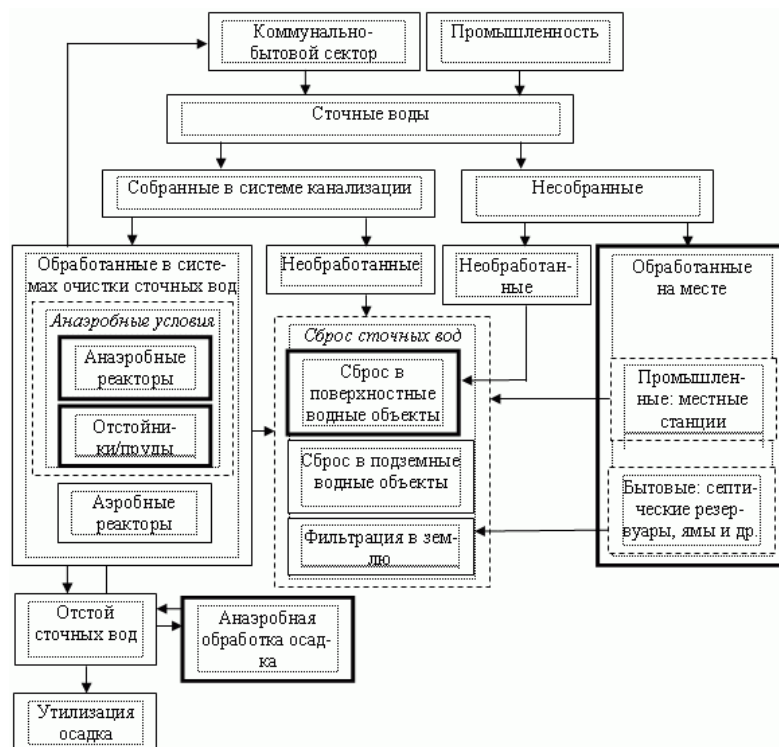 Коммунально-
бытовой сектор
Промышленность
Сточные воды
Собранные в системе канализации
Несобранные
Обработанные в систе-
мах очистки сточных вод
Необработанные
Необработан-
ные
Обработанные
на месте
Анаэробные условия
Анаэробные
реакторы
Отстойни-
ки/пруды
Аэробные
реакторы
Сброс сточных вод
Сброс в
поверхностные
водные объекты
Сброс в подземные
водные объекты
Фильтрация в зем-
лю
Промышлен-
ные: местные
станции
Бытовые: септи-
ческие резер-
вуары, ямы и др.
Отстой
сточных вод
Анаэробная
обработка осад-
ка
Утилизация
осадка